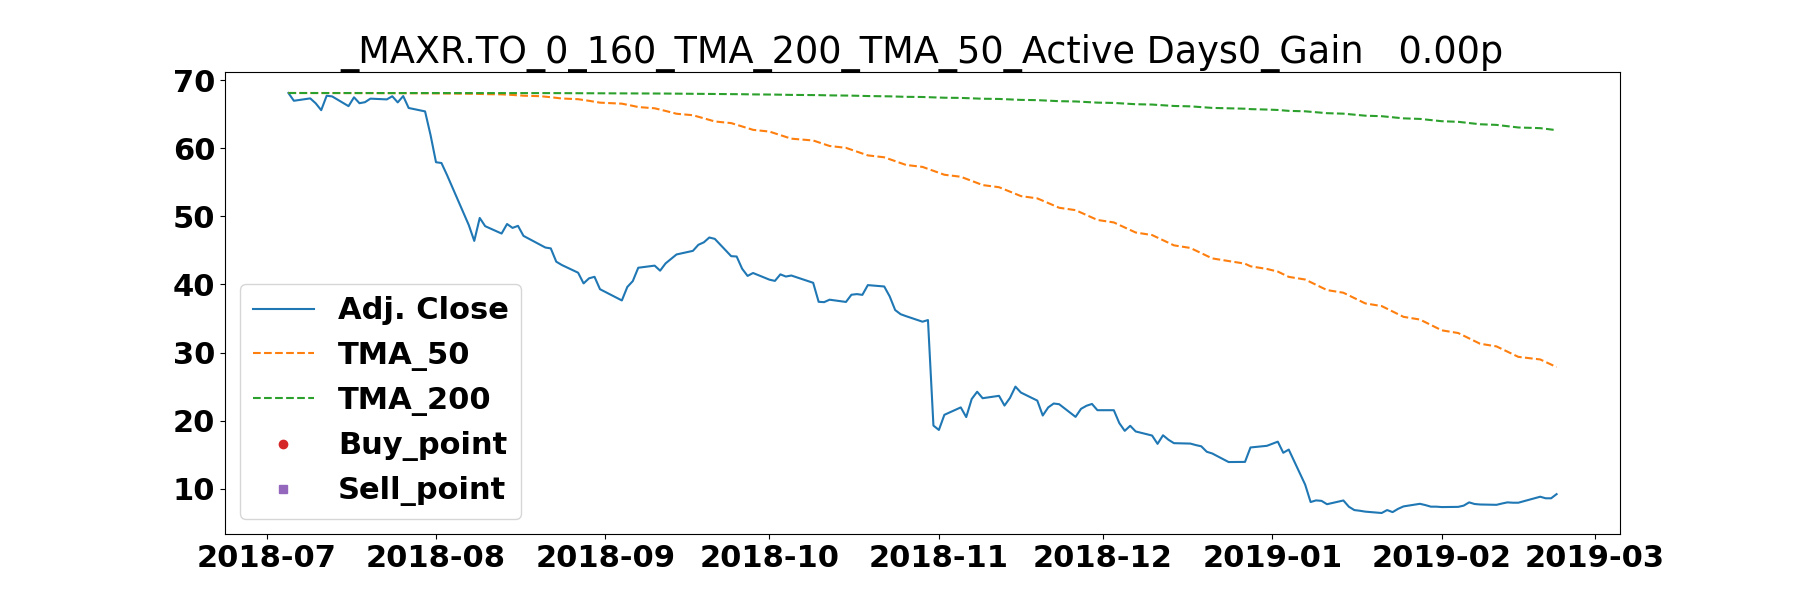 _MAXR.TO_0_160_TMA_200_TMA_50_Active Days0_Gain   0.00p
70
60
50
40
30
20
10
Adj. Close
TMA_50
TMA_200
Buy_point
Sell_point
2018-07 2018-08 2018-09 2018-10 2018-11 2018-12 2019-01 2019-02 2019-03